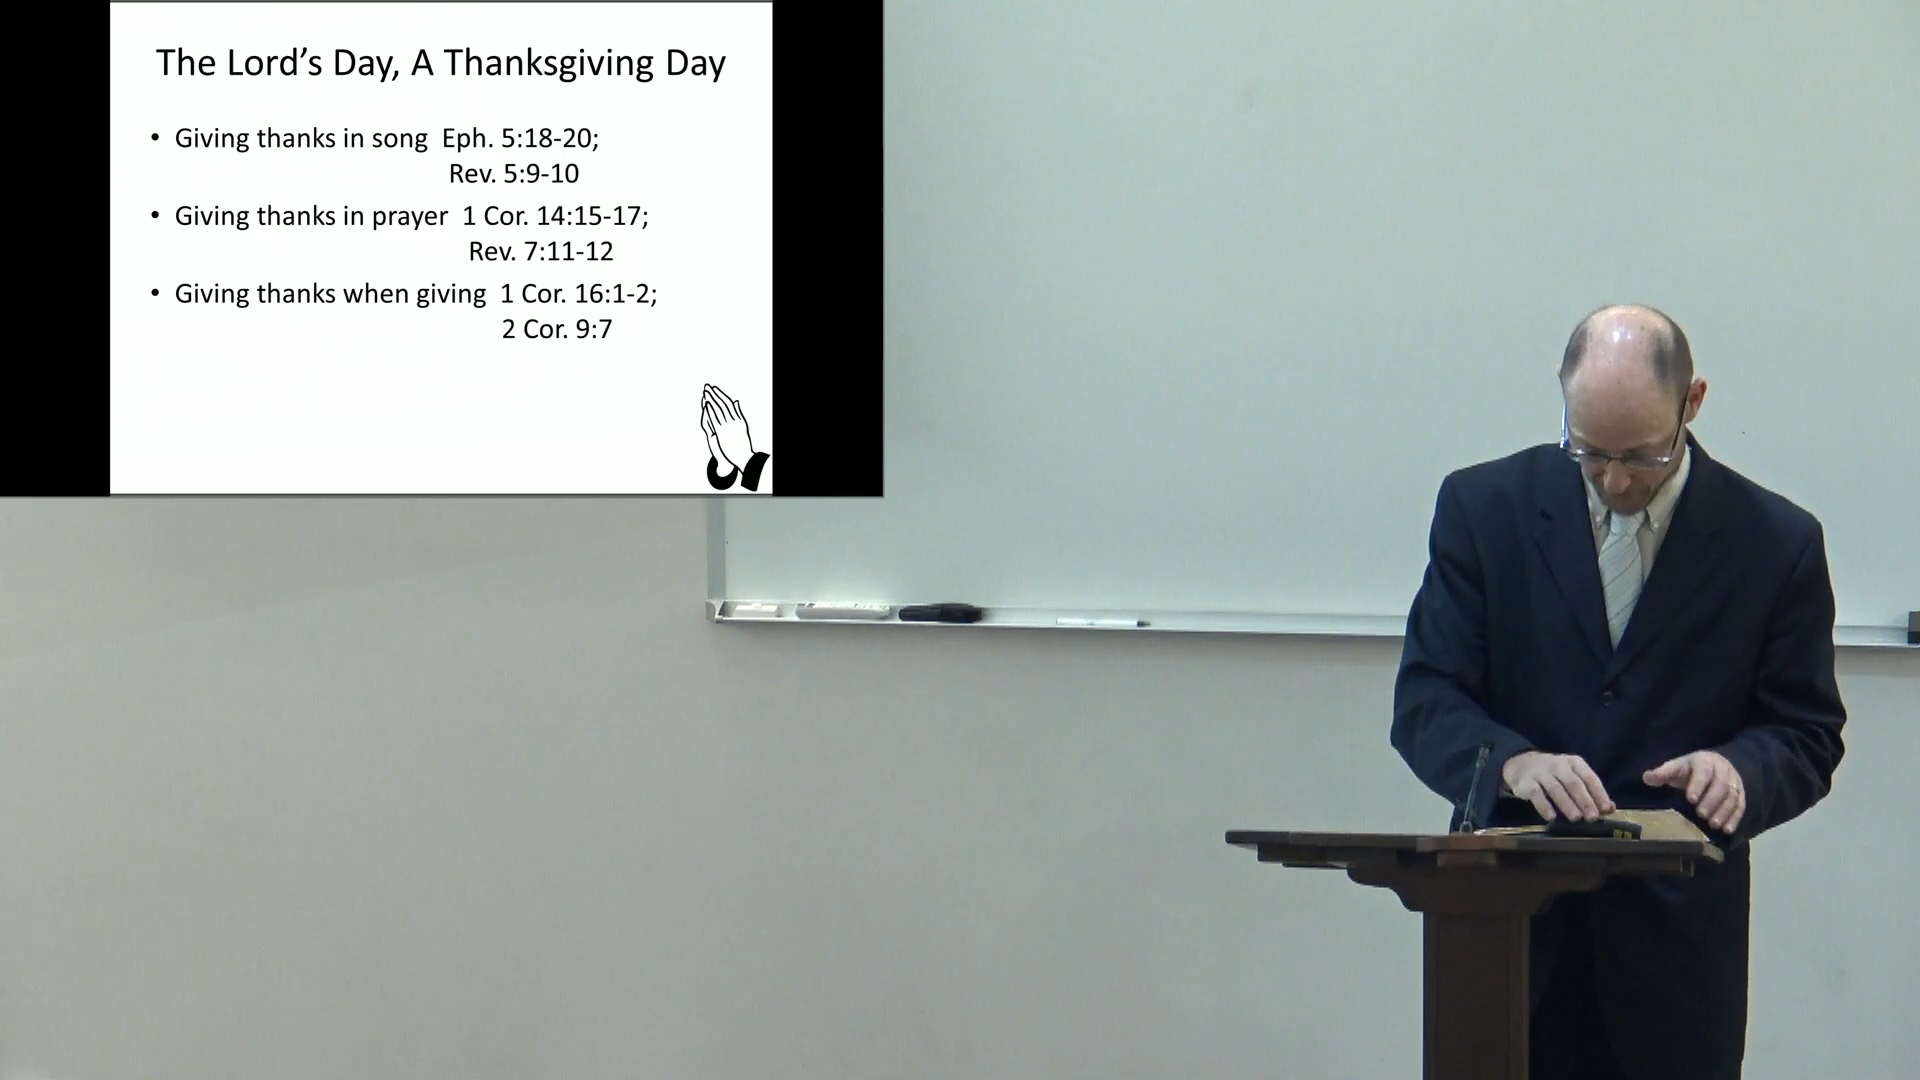 The Lord’s Day, A Thanksgiving Day
• Giving thanks in song Eph. 5:18-20;
Rev. 5:9-10
• Giving thanks in prayer 1 Cor. 14:15-17;
Rev. 7:11-12
• Giving thanks when giving 1 Cor. 16:1-2;
2 Cor. 9:7